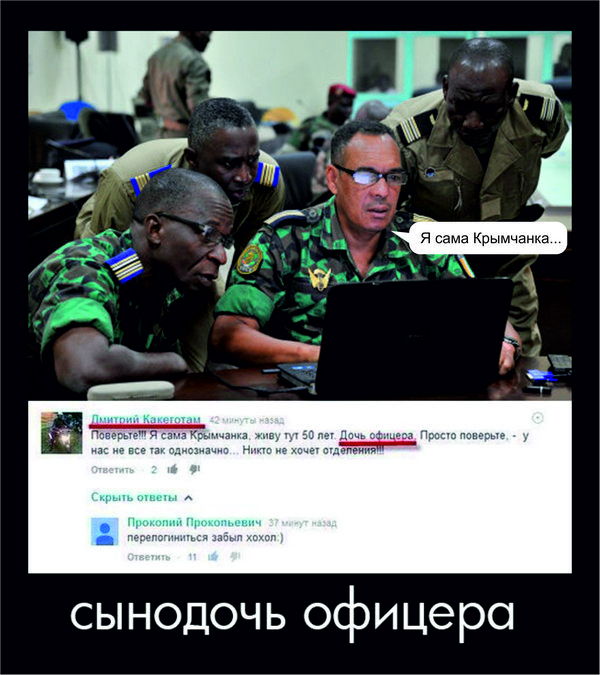 Я сама Крымчанка...
Дмитрий Какеготам 42 минуты назад
Поверьте!!! Я сама Крымчанка, живу тут 50 лет. Дочь офицера. Просто поверьте, - у
нас не все так однозначно... Никто не хочет отделения!!!
Ответить · 2
Скрыть ответы
Прокопий Прокопьевич 37 минут назад
перелогиниться забыл хохол:)
Ответить · 11
сынодочь офицера